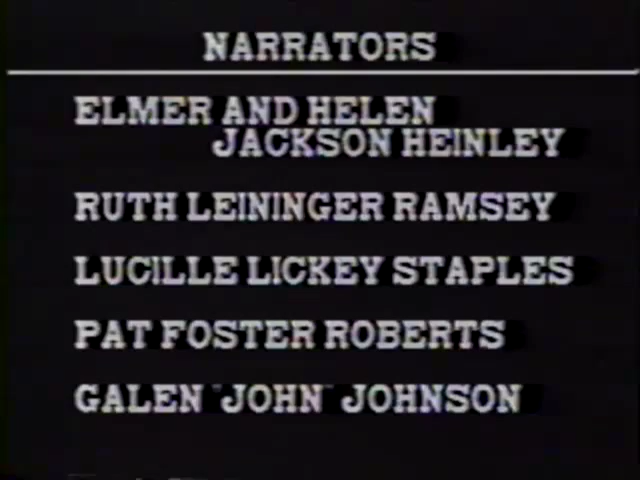 NARRATORS
ELMER AND HELEN
JACKSON HEINLEY
RUTH LEININGER RAMSEY
LUCILLE LICKEY STAPLES
PAT FOSTER ROBERTS
GALEN "JOHN" JOHNSON